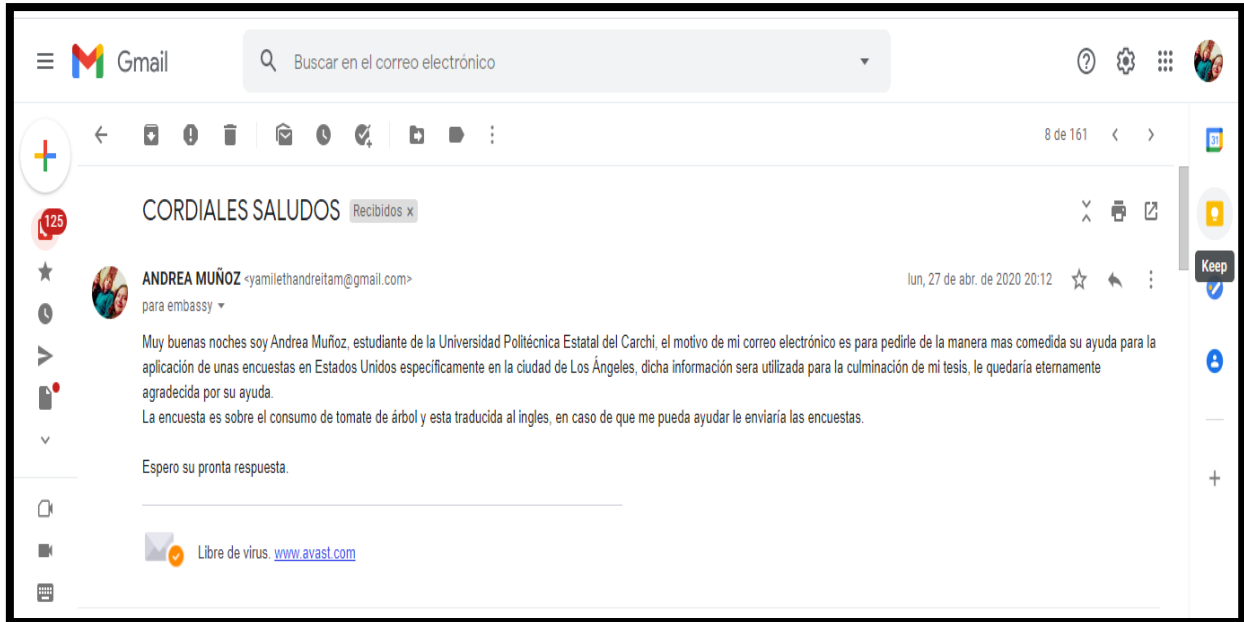 Gmail
Buscar en el correo electrónico
8 de 161
31
125
CORDIALES SALUDOS Recibidos x
Keep
ANDREA MUÑOZ <yamilethandreitam@gmail.com>
lun, 27 de abr. de 2020 20:12
para embassy
Muy buenas noches soy Andrea Muñoz, estudiante de la Universidad Politécnica Estatal del Carchi, el motivo de mi correo electrónico es para pedirle de la manera mas comedida su ayuda para la
aplicación de unas encuestas en Estados Unidos específicamente en la ciudad de Los Ángeles, dicha información sera utilizada para la culminación de mi tesis, le quedaría eternamente
agradecida por su ayuda.
La encuesta es sobre el consumo de tomate de árbol y esta traducida al ingles, en caso de que me pueda ayudar le enviaría las encuestas.
Espero su pronta respuesta.
Libre de virus. www.avast.com